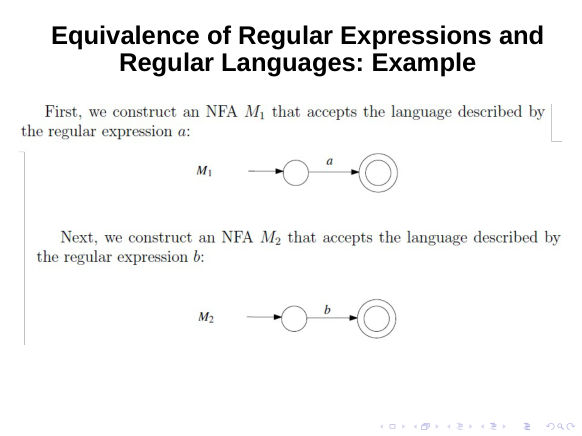 Equivalence of Regular Expressions and
Regular Languages: Example
First, we construct an NFA M₁ that accepts the language described by
the regular expression a:
M₁ a
Next, we construct an NFA M₂ that accepts the language described by
the regular expression b:
M₂ b